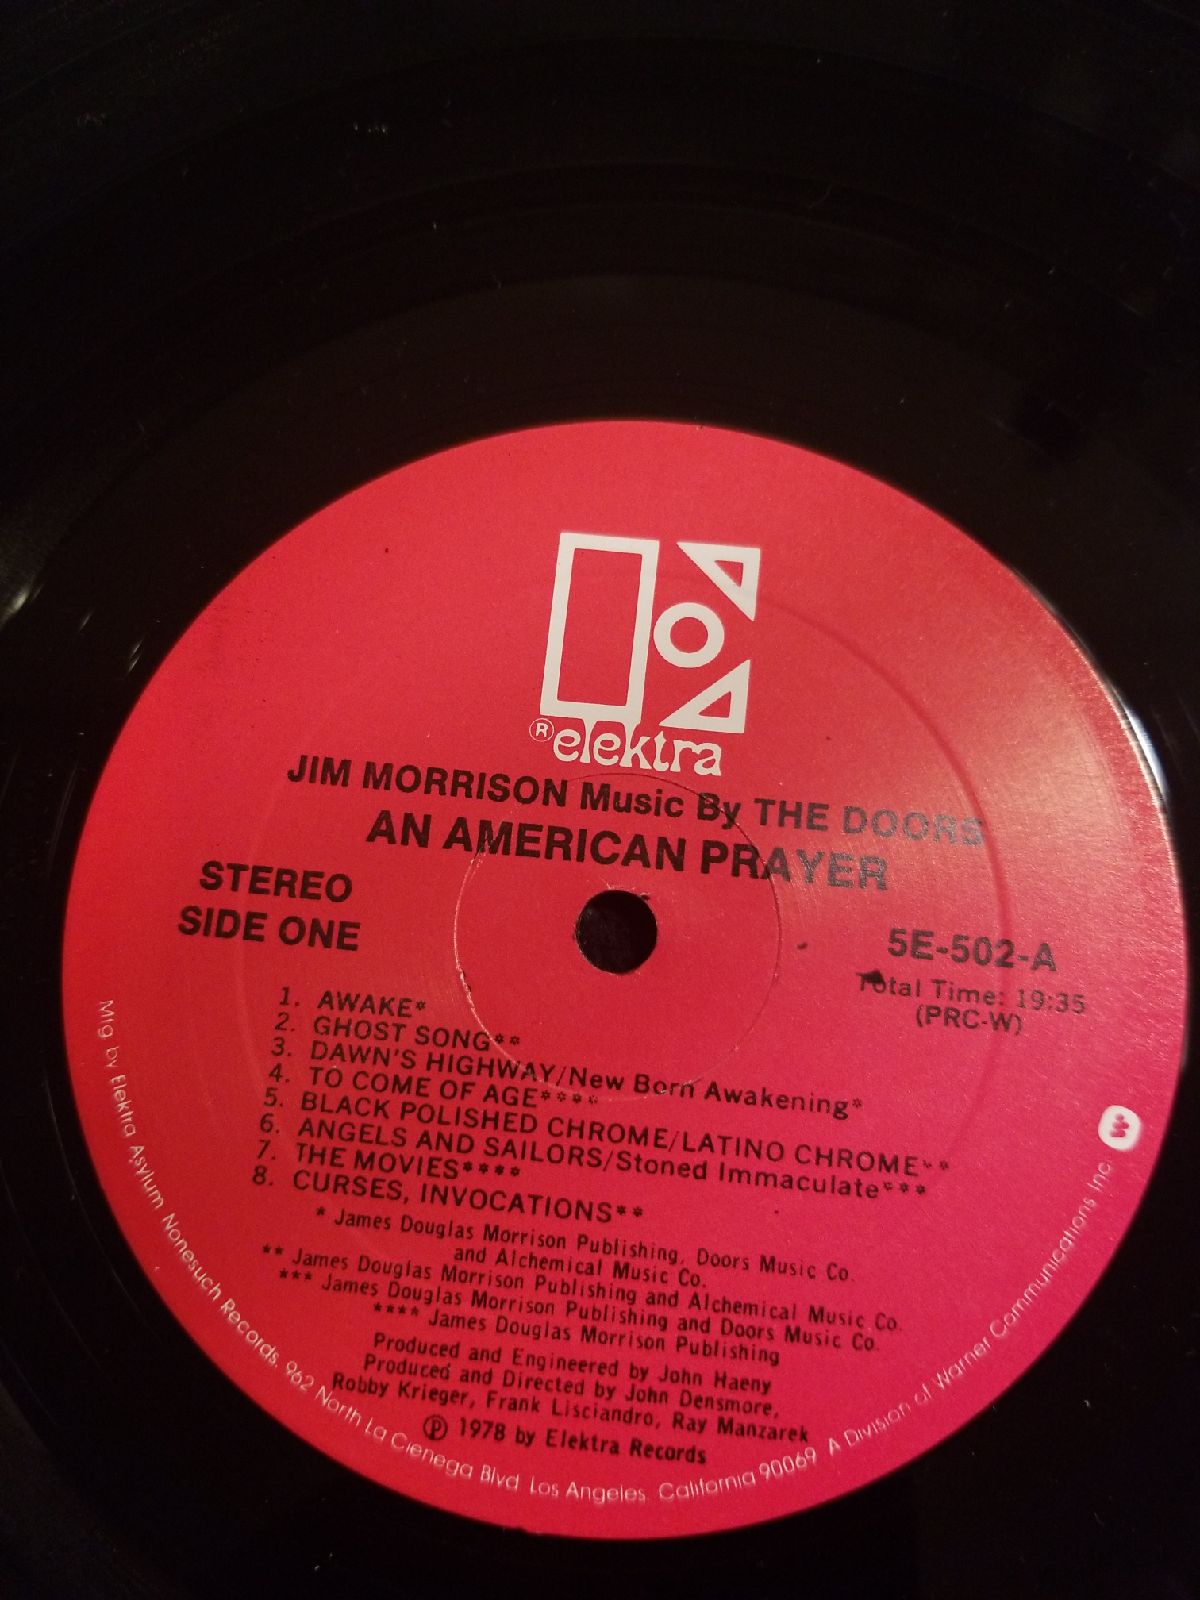 ® elektra
JIM MORRISON Music By THE DOORS
AN AMERICAN PRAYER
STEREO
SIDE ONE
5E-502-A
Total Time: 19:35
(PRC-W)
1. AWAKE*
2. GHOST SONG**
3. DAWN'S HIGHWAY/New Born Awakening*
4. TO COME OF AGE****
5. BLACK POLISHED CHROME/LATINO CHROME**
6. ANGELS AND SAILORS/Stoned Immaculate***
7. THE MOVIES****
8. CURSES, INVOCATIONS**
* James Douglas Morrison Publishing, Doors Music Co.
and Alchemical Music Co.
** James Douglas Morrison Publishing and Alchemical Music Co.
*** James Douglas Morrison Publishing and Doors Music Co.
**** James Douglas Morrison Publishing
Produced and Engineered by John Haeny
Produced and Directed by John Densmore,
Robby Krieger, Frank Lisciandro, Ray Manzarek
℗ 1978 by Elektra Records
Mfg by Elektra Asylum Nonesuch Records. 962 North La Cienega Blvd Los Angeles. California 90069 A Division of Warner Communications Inc